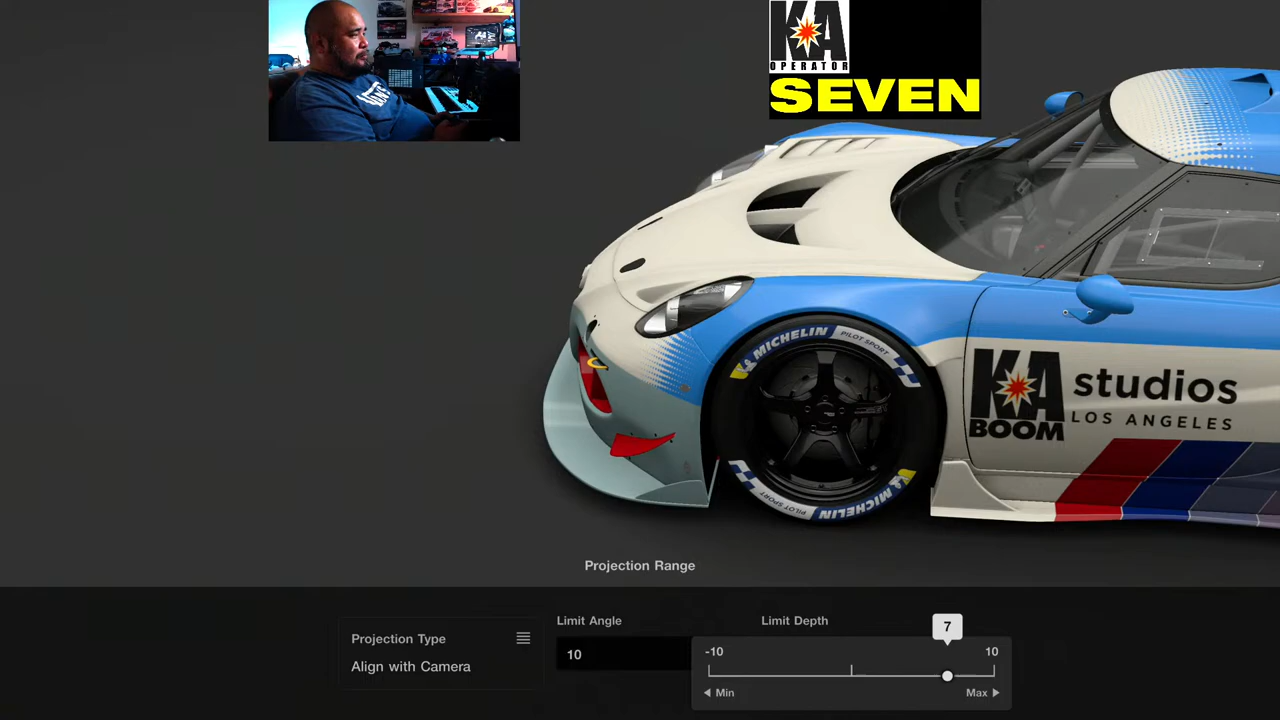 KA
OPERATOR
SEVEN
VANS
MICHELIN
PILOT SPORT
KA
BOOM
studios
LOS ANGELES
PILOT SPORT
MICHELIN
Projection Range
Projection Type
Align with Camera
Limit Angle
10
Limit Depth
7
-10
10
Min
Max